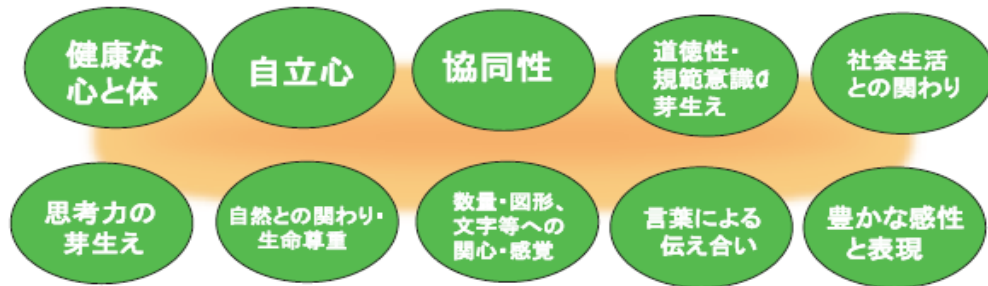 健康な
心と体
自立心
協同性
道徳性・
規範意識の
芽生え
社会生活
との関わり
思考力の
芽生え
自然との関わり・
生命尊重
数量・図形、
文字等への
関心・感覚
言葉による
伝え合い
豊かな感性
と表現